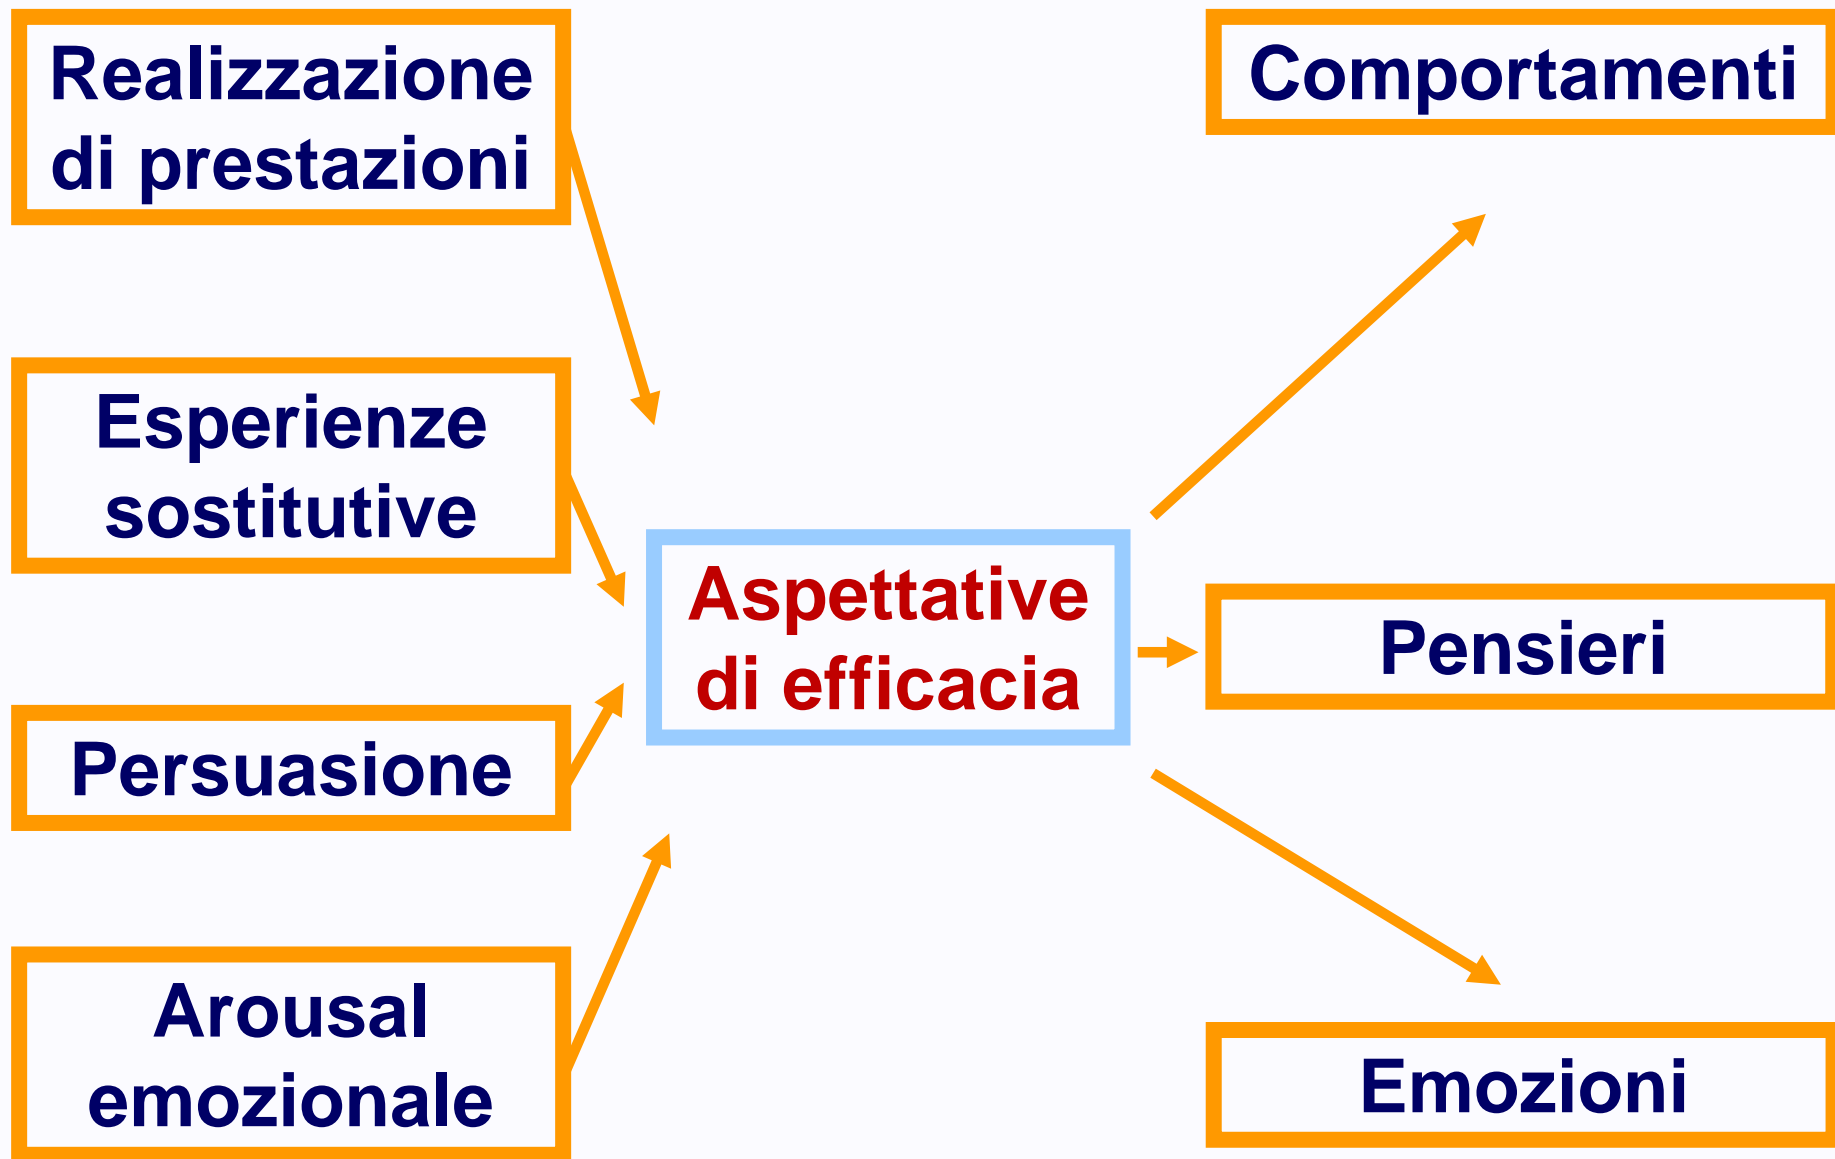 Realizzazione
di prestazioni
Esperienze
sostitutive
Persuasione
Arousal
emozionale
Aspettative
di efficacia
Comportamenti
Pensieri
Emozioni